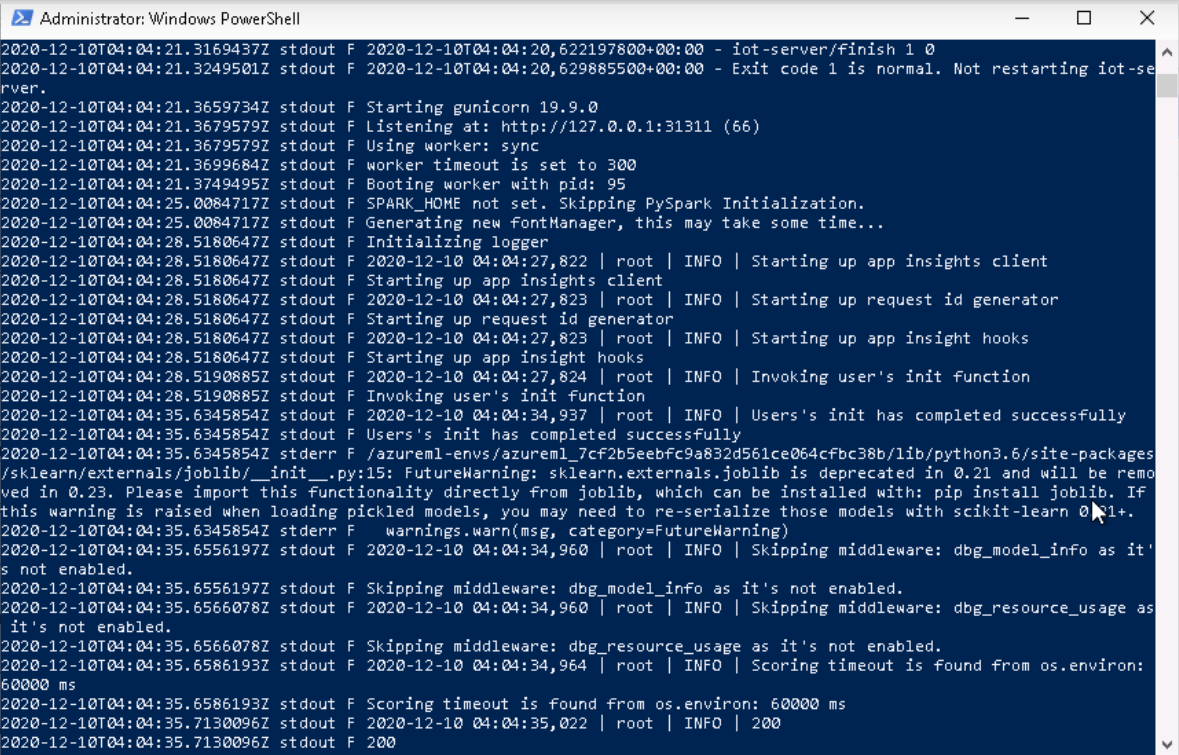 Administrator: Windows PowerShell
2020-12-10T04:04:21.3169437Z stdout F 2020-12-10T04:04:20,622197800+00:00 - iot-server/finish 1 0
2020-12-10T04:04:21.3249501Z stdout F 2020-12-10T04:04:20,629885500+00:00 - Exit code 1 is normal. Not restarting iot-se
rver.
2020-12-10T04:04:21.3659734Z stdout F Starting gunicorn 19.9.0
2020-12-10T04:04:21.3679579Z stdout F Listening at: http://127.0.0.1:31311 (66)
2020-12-10T04:04:21.3679579Z stdout F Using worker: sync
2020-12-10T04:04:21.3699684Z stdout F worker timeout is set to 300
2020-12-10T04:04:21.3749495Z stdout F Booting worker with pid: 95
2020-12-10T04:04:25.0084717Z stdout F SPARK_HOME not set. Skipping PySpark Initialization.
2020-12-10T04:04:25.0084717Z stdout F Generating new fontManager, this may take some time...
2020-12-10T04:04:28.5180647Z stdout F Initializing logger
2020-12-10T04:04:28.5180647Z stdout F 2020-12-10 04:04:27,822 | root | INFO | Starting up app insights client
2020-12-10T04:04:28.5180647Z stdout F Starting up app insights client
2020-12-10T04:04:28.5180647Z stdout F 2020-12-10 04:04:27,823 | root | INFO | Starting up request id generator
2020-12-10T04:04:28.5180647Z stdout F Starting up request id generator
2020-12-10T04:04:28.5180647Z stdout F 2020-12-10 04:04:27,823 | root | INFO | Starting up app insight hooks
2020-12-10T04:04:28.5180647Z stdout F Starting up app insight hooks
2020-12-10T04:04:28.5190885Z stdout F 2020-12-10 04:04:27,824 | root | INFO | Invoking user's init function
2020-12-10T04:04:28.5190885Z stdout F Invoking user's init function
2020-12-10T04:04:35.6345854Z stdout F 2020-12-10 04:04:34,937 | root | INFO | Users's init has completed successfully
2020-12-10T04:04:35.6345854Z stdout F Users's init has completed successfully
2020-12-10T04:04:35.6345854Z stderr F /azureml-envs/azureml_7cf2b5eebfc9a832d561ce064cfbc38b/lib/python3.6/site-packages
/sklearn/externals/joblib/__init__.py:15: FutureWarning: sklearn.externals.joblib is deprecated in 0.21 and will be remo
ved in 0.23. Please import this functionality directly from joblib, which can be installed with: pip install joblib. If
this warning is raised when loading pickled models, you may need to re-serialize those models with scikit-learn 0.21+.
2020-12-10T04:04:35.6345854Z stderr F   warnings.warn(msg, category=FutureWarning)
2020-12-10T04:04:35.6556197Z stdout F 2020-12-10 04:04:34,960 | root | INFO | Skipping middleware: dbg_model_info as it'
s not enabled.
2020-12-10T04:04:35.6556197Z stdout F Skipping middleware: dbg_model_info as it's not enabled.
2020-12-10T04:04:35.6566078Z stdout F 2020-12-10 04:04:34,960 | root | INFO | Skipping middleware: dbg_resource_usage as
 it's not enabled.
2020-12-10T04:04:35.6566078Z stdout F Skipping middleware: dbg_resource_usage as it's not enabled.
2020-12-10T04:04:35.6586193Z stdout F 2020-12-10 04:04:34,964 | root | INFO | Scoring timeout is found from os.environ:
60000 ms
2020-12-10T04:04:35.6586193Z stdout F Scoring timeout is found from os.environ: 60000 ms
2020-12-10T04:04:35.7130096Z stdout F 2020-12-10 04:04:35,022 | root | INFO | 200
2020-12-10T04:04:35.7130096Z stdout F 200